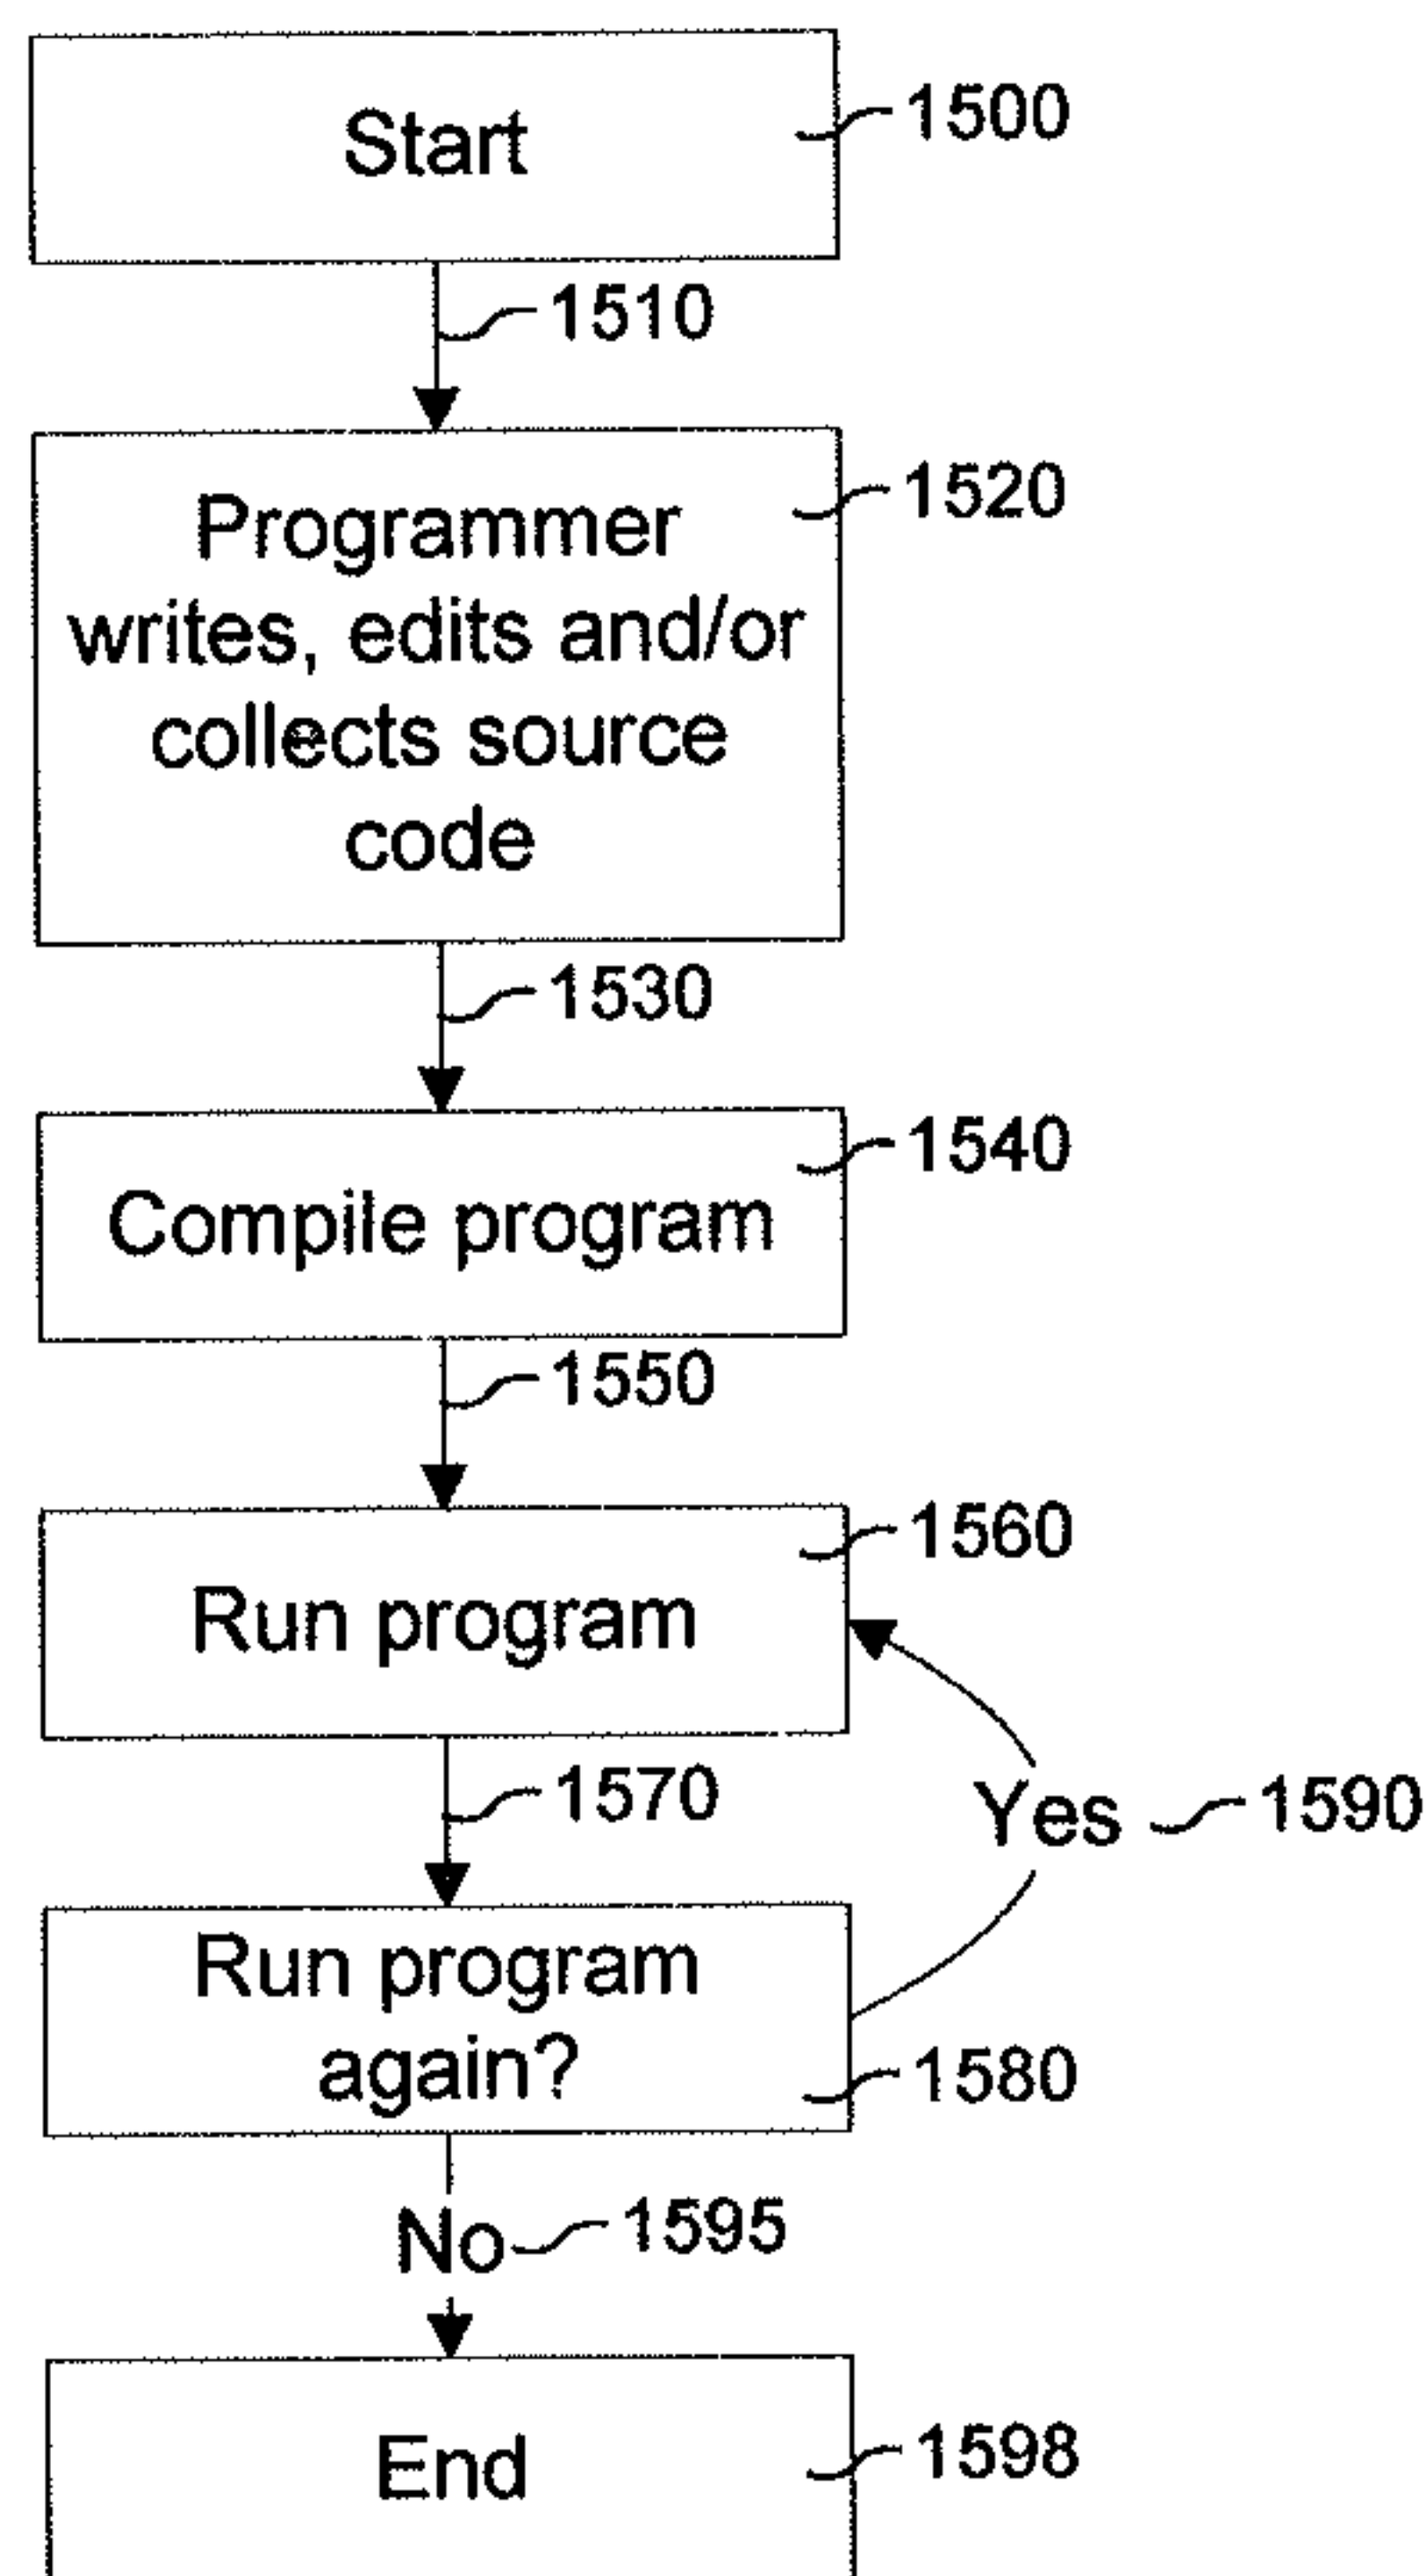 Start
1500
1510
Programmer
writes, edits and/or
collects source
code
1520
1530
Compile program
1540
1550
Run program
1560
1570
Yes
1590
Run program
again?
1580
No
1595
End
1598